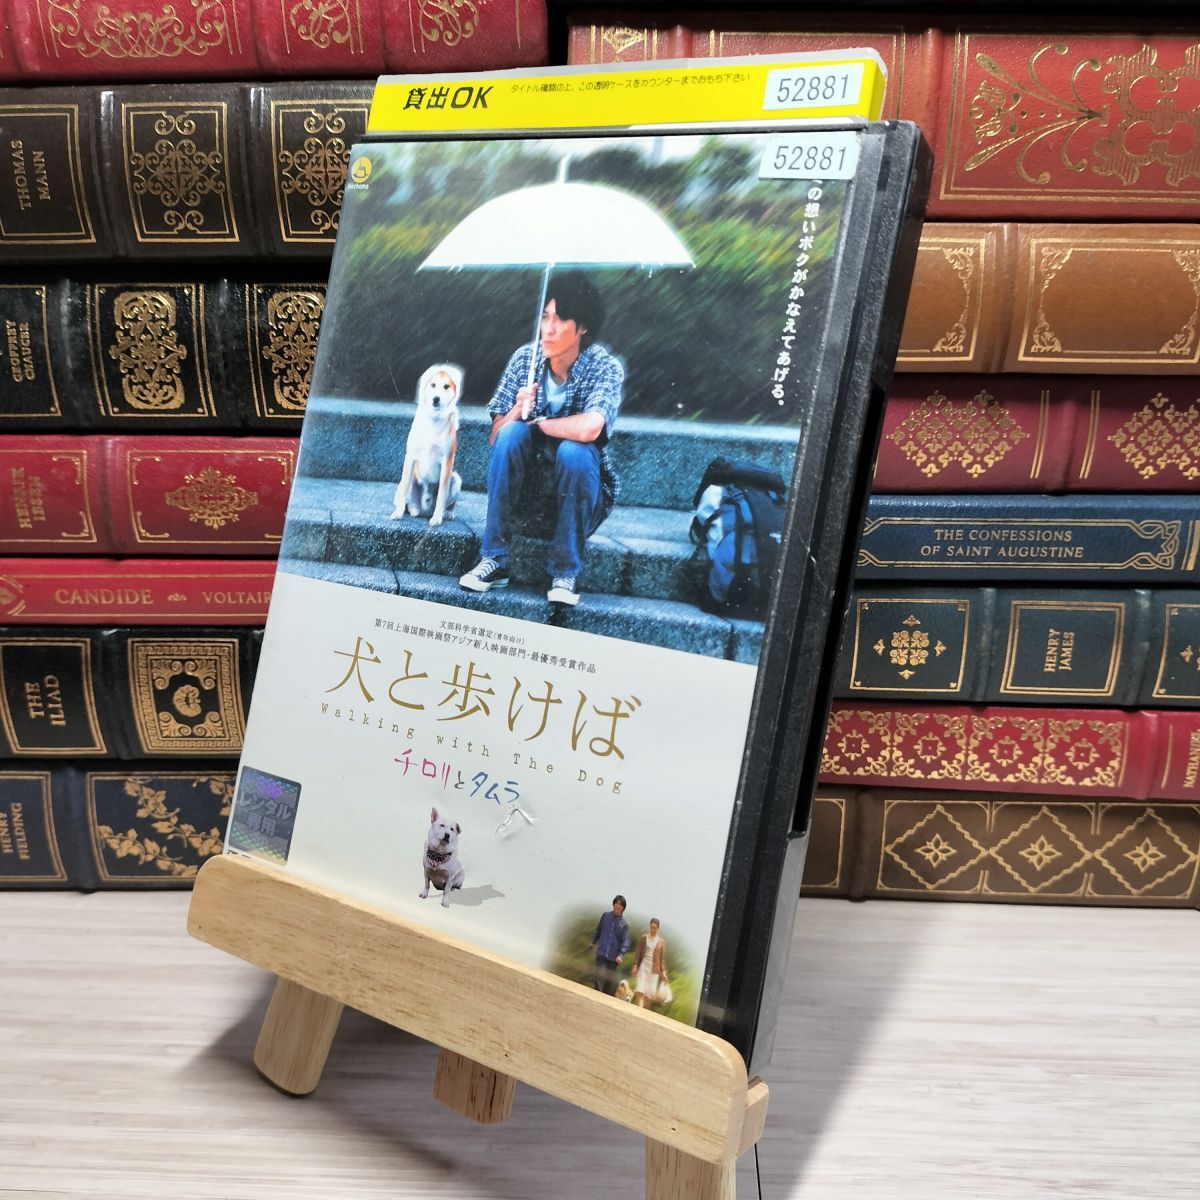 貸出OK
タイトル確認の上、この透明ケースをカウンターまでおもち下さい
52881
52881
の想いボクがかなえてあげる。
文部科学省選定(青年向け)
第7回上海国際映画祭アジア新人映画部門・最優秀受賞作品
犬と歩けば
Walking with The Dog
チロリとタムラ
レンタル
専用
THOMAS
MANN
GEOFFREY
CHAUCER
HENRIK
IBSEN
CANDIDE
VOLTAIR
THE
ILIAD
HENRY
FIELDING
THE CONFESSIONS
OF SAINT AUGUSTINE
HENRY
JAMES